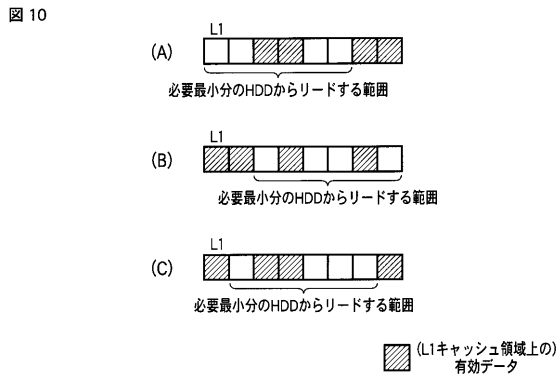 図 10
L1
(A)
必要最小分のHDDからリードする範囲
L1
(B)
必要最小分のHDDからリードする範囲
L1
(C)
必要最小分のHDDからリードする範囲
(L1キャッシュ領域上の)
有効データ